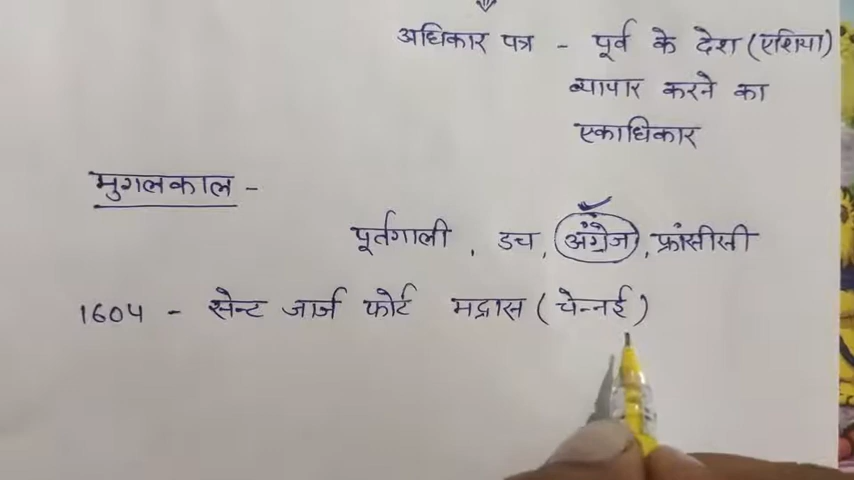 अधिकार पत्र - पूर्व के देश (एशिया)
व्यापार करने का
एकाधिकार
मुगलकाल -
पूर्तगाली, डच, अंग्रेज, फ्रांसीसी
1604 - सेन्ट जार्ज फोर्ट मद्रास (चेन्नई)